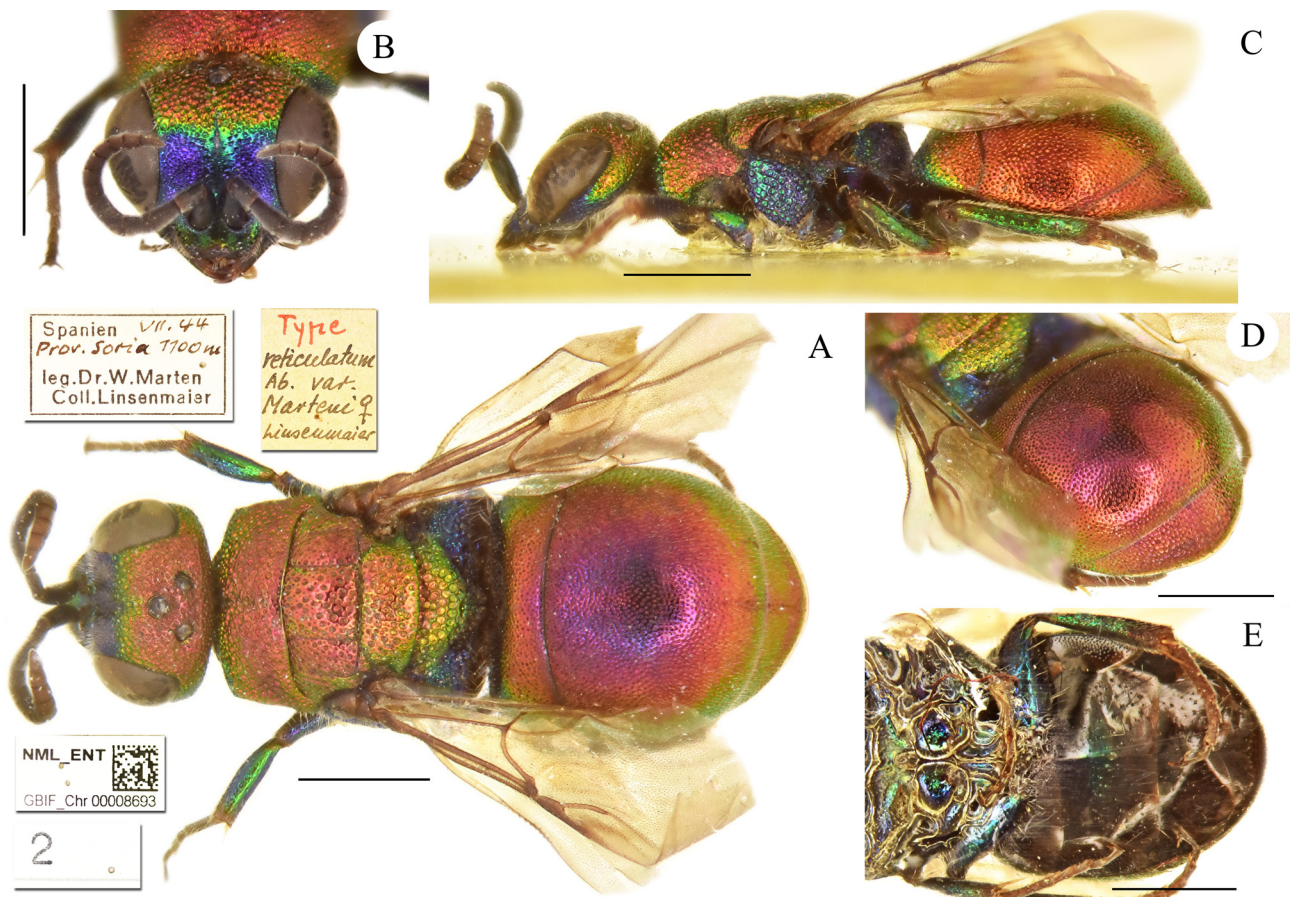 B
C
Spanien VII. 44
Prov. Soria 1100 m
leg. Dr. W. Marten
Coll. Linsenmaier
Type
reticulatum
Ab. var.
Marteni ♀
Linsenmaier
A
D
E
NML_ENT
GBIF_Chr 00008693
2